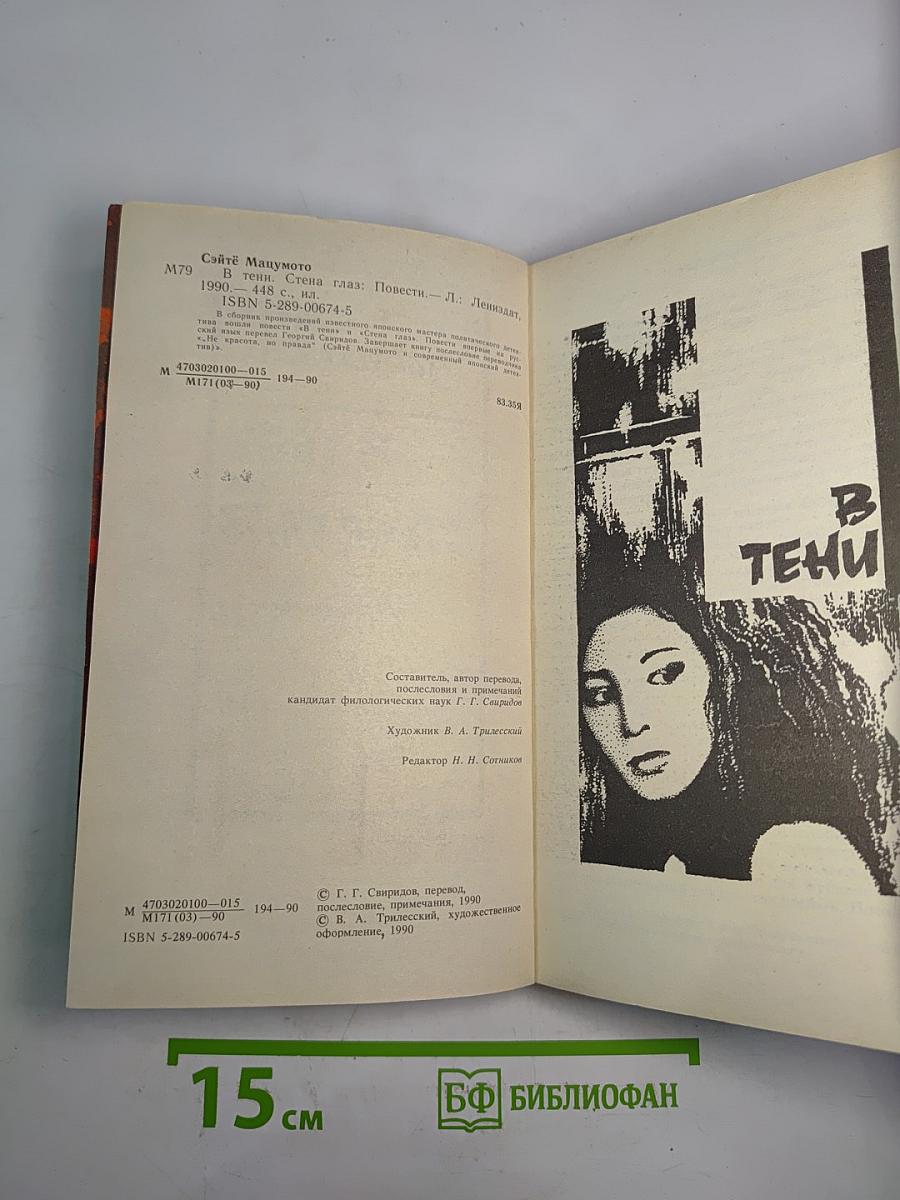 Сэйтё Мацумото
М79 В тени. Стена глаз: Повести.— Л.: Лениздат,
1990.— 448 с., ил.
ISBN 5-289-00674-5
В сборник произведений известного японского мастера политического детек-
тива вошли повести «В тени» и «Стена глаз». Повести впервые на рус-
ский язык перевел Георгий Свиридов. Завершает книгу послесловие переводчика
«„Не красота, но правда“ (Сэйтё Мацумото и современный японский детек-
тив)».
М 4703020100—015 194—90
М171(03)—90)
83.35Я
Составитель, автор перевода,
послесловия и примечаний
кандидат филологических наук Г. Г. Свиридов
Художник В. А. Трилесский
Редактор Н. Н. Сотников
М 4703020100—015 194—90
М171(03)—90
ISBN 5-289-00674-5
© Г. Г. Свиридов, перевод,
послесловие, примечания, 1990
© В. А. Трилесский, художественное
оформление, 1990
В
ТЕНИ
15 см
БФ БИБЛИОФАН